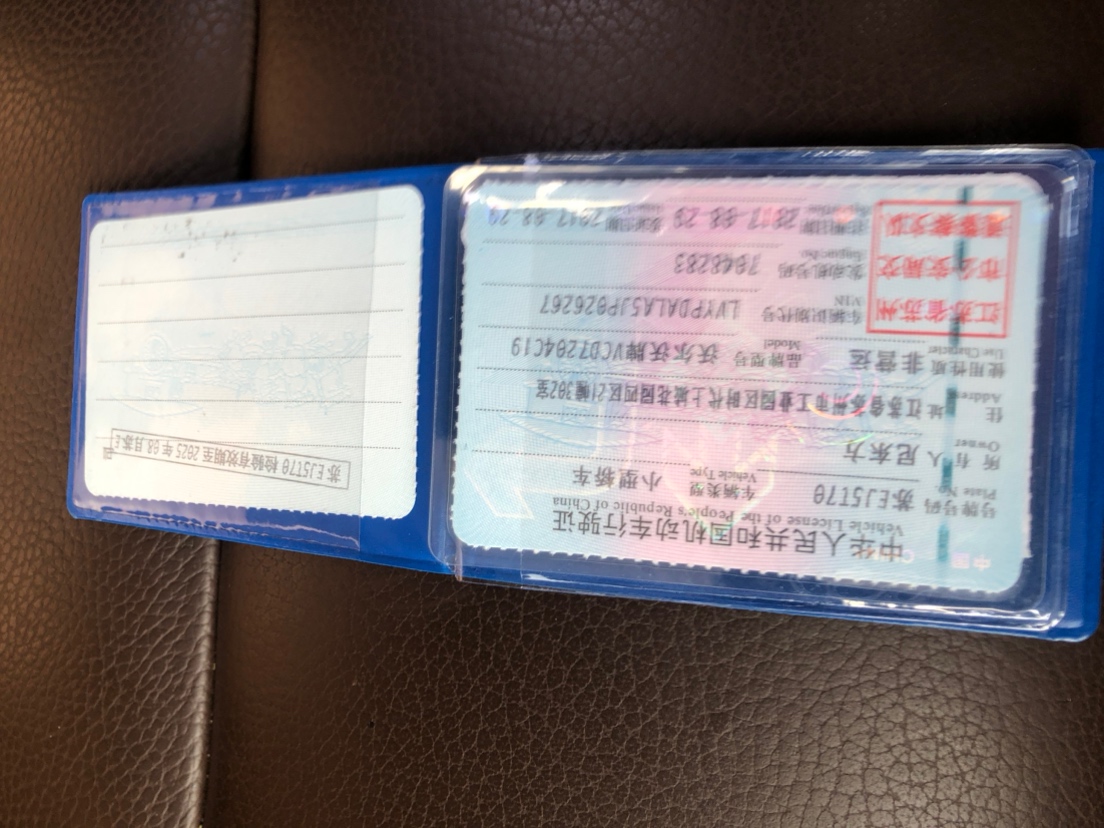 中华人民共和国机动车行驶证
Vehicle License of the People's Republic of China
号牌号码 苏EJ5T70 车辆类型 小型轿车
Plate No. Vehicle Type
所有人 尼东方
Owner
住址 江苏省苏州市工业园区时代上城花园四区21幢302室
Address
使用性质 非营运 品牌型号 沃尔沃牌VCD7204C19
Use Character Model
江苏省苏州
市公安局交
通警察支队
车辆识别代号 LVYPDALA5JP026267
VIN
发动机号码 7048283
Engine No.
注册日期 2017-08-29 发证日期 2017-08-29
苏EJ5T70 检验有效期至2025年08月苏E